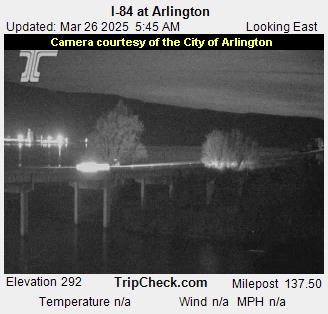 I-84 at Arlington
Updated: Mar 26 2025 5:45 AM Looking East
Camera courtesy of the City of Arlington
Elevation 292 TripCheck.com Milepost 137.50
Temperature n/a Wind n/a MPH n/a